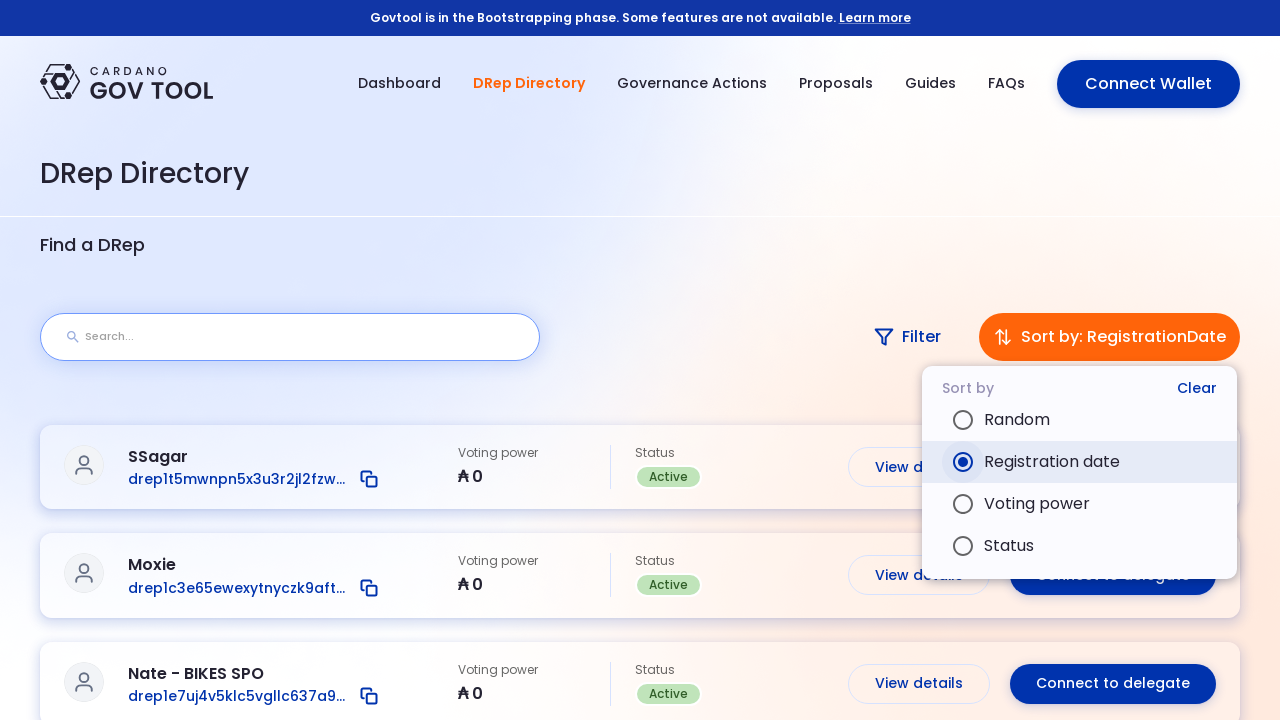 Govtool is in the Bootstrapping phase. Some features are not available. Learn more
CARDANO
GOV TOOL
Dashboard
DRep Directory
Governance Actions
Proposals
Guides
FAQs
Connect Wallet
DRep Directory
Find a DRep
Search...
Filter
Sort by: RegistrationDate
Sort by
Clear
Random
Registration date
Voting power
Status
SSagar
drep1t5mwnpn5x3u3r2jl2fzw...
Voting power
₳ 0
Status
Active
Moxie
drep1c3e65ewexytnyczk9aft...
Voting power
₳ 0
Status
Active
View details
Nate - BIKES SPO
drep1e7uj4v5klc5vgllc637a9...
Voting power
₳ 0
Status
Active
View details
Connect to delegate